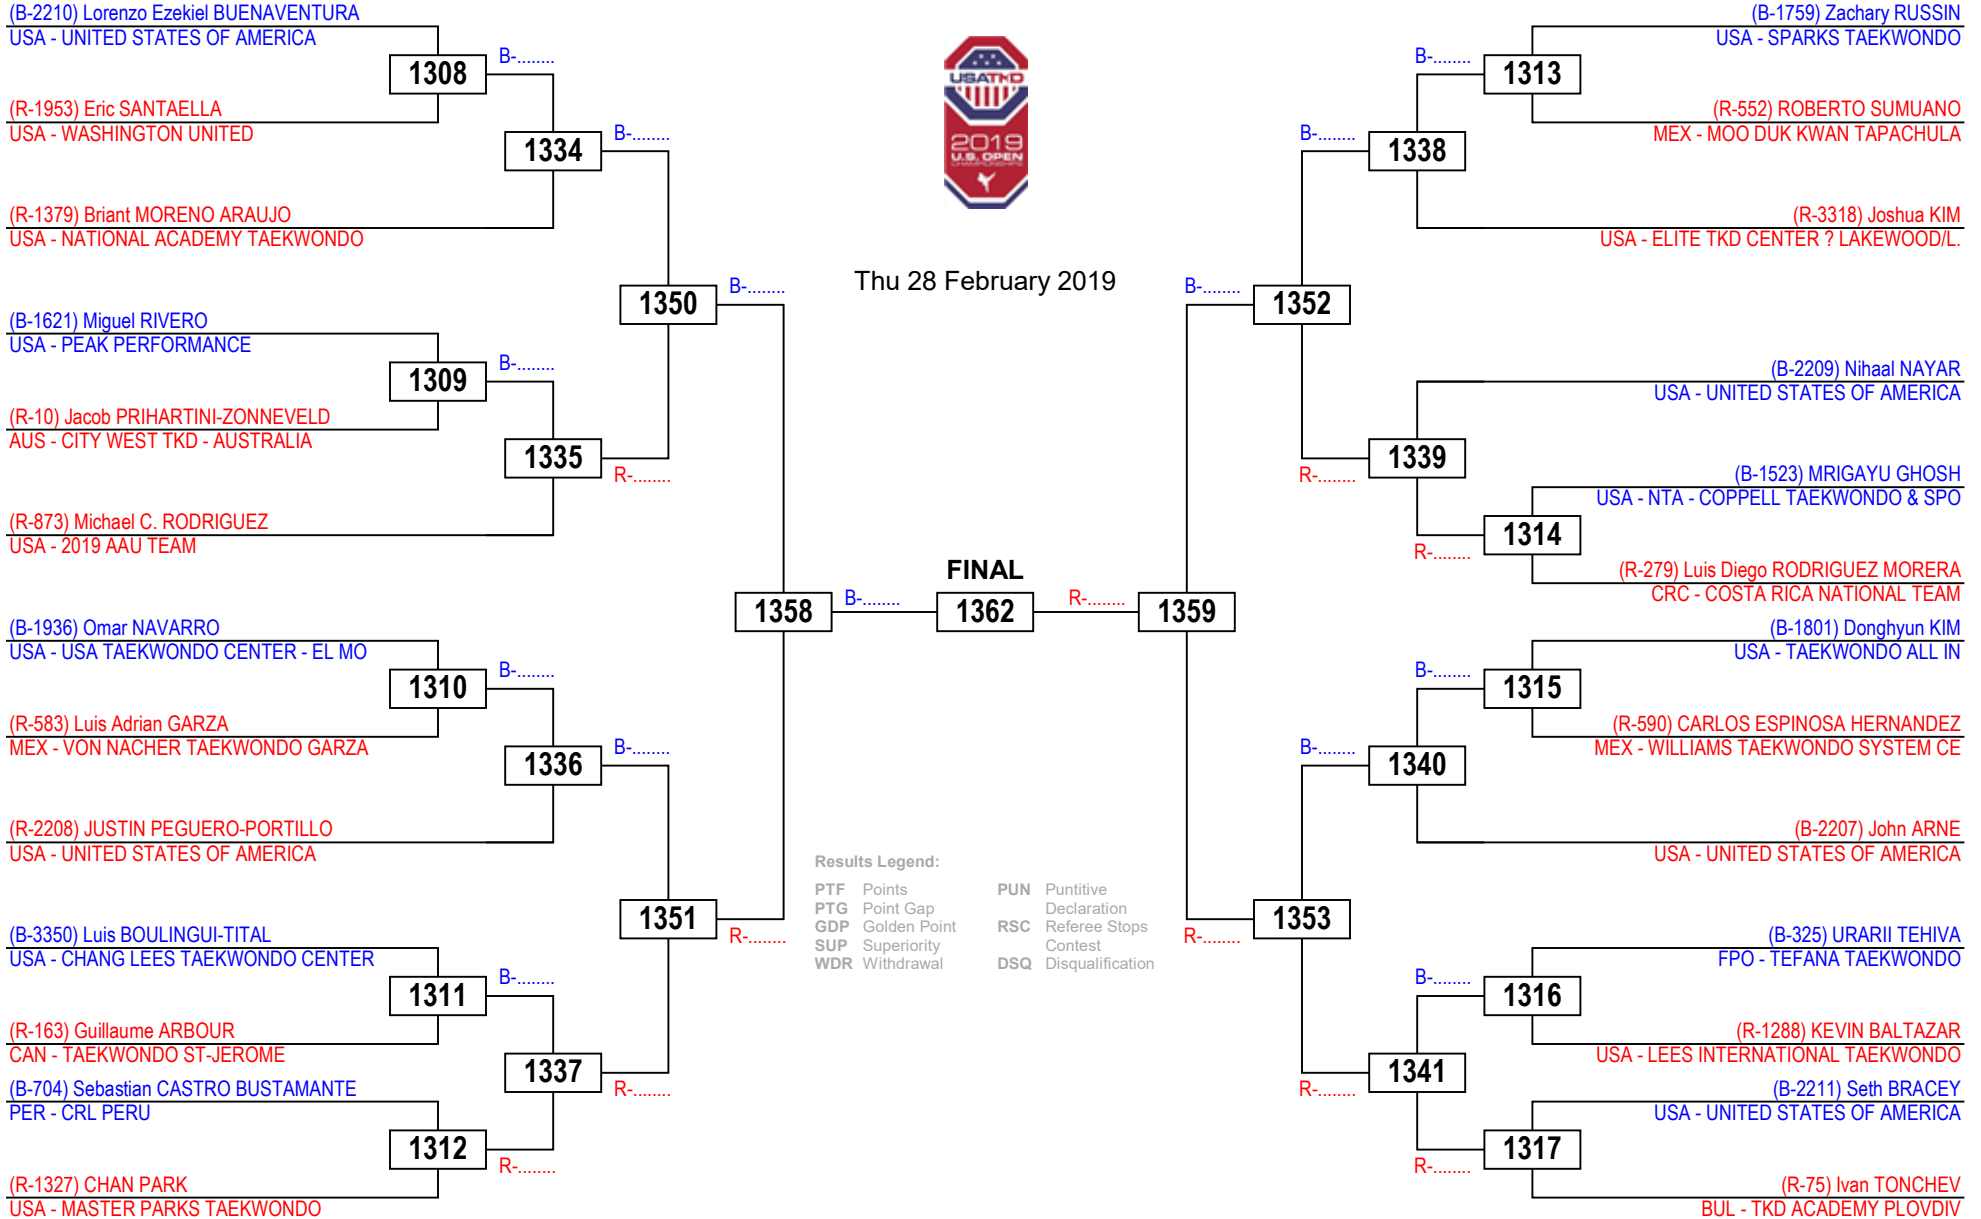 (B-2210) Lorenzo Ezekiel BUENAVENTURA
USA - UNITED STATES OF AMERICA
1308
B-........
(R-1953) Eric SANTAELLA
USA - WASHINGTON UNITED
1334
B-........
(R-1379) Briant MORENO ARAUJO
USA - NATIONAL ACADEMY TAEKWONDO
1350
B-........
(B-1621) Miguel RIVERO
USA - PEAK PERFORMANCE
1309
B-........
(R-10) Jacob PRIHARTINI-ZONNEVELD
AUS - CITY WEST TKD - AUSTRALIA
1335
R-........
(R-873) Michael C. RODRIGUEZ
USA - 2019 AAU TEAM
1358
B-........
(B-1936) Omar NAVARRO
USA - USA TAEKWONDO CENTER - EL MO
1310
B-........
(R-583) Luis Adrian GARZA
MEX - VON NACHER TAEKWONDO GARZA
1336
B-........
(R-2208) JUSTIN PEGUERO-PORTILLO
USA - UNITED STATES OF AMERICA
1351
R-........
(B-3350) Luis BOULINGUI-TITAL
USA - CHANG LEES TAEKWONDO CENTER
1311
B-........
(R-163) Guillaume ARBOUR
CAN - TAEKWONDO ST-JEROME
1337
R-........
(B-704) Sebastian CASTRO BUSTAMANTE
PER - CRL PERU
1312
R-........
(R-1327) CHAN PARK
USA - MASTER PARKS TAEKWONDO
USATKD
2019
U.S. OPEN
CHAMPIONSHIPS
Thu 28 February 2019
FINAL
1362
Results Legend:
PTF Points
PTG Point Gap
GDP Golden Point
SUP Superiority
WDR Withdrawal
PUN Puntitive
Declaration
RSC Referee Stops
Contest
DSQ Disqualification
(B-1759) Zachary RUSSIN
USA - SPARKS TAEKWONDO
B-........
1313
(R-552) ROBERTO SUMUANO
MEX - MOO DUK KWAN TAPACHULA
B-........
1338
(R-3318) Joshua KIM
USA - ELITE TKD CENTER ? LAKEWOOD/L.
B-........
1352
(B-2209) Nihaal NAYAR
USA - UNITED STATES OF AMERICA
R-........
1339
(B-1523) MRIGAYU GHOSH
USA - NTA - COPPELL TAEKWONDO & SPO
R-........
1314
(R-279) Luis Diego RODRIGUEZ MORERA
CRC - COSTA RICA NATIONAL TEAM
R-........
1359
(B-1801) Donghyun KIM
USA - TAEKWONDO ALL IN
B-........
1315
(R-590) CARLOS ESPINOSA HERNANDEZ
MEX - WILLIAMS TAEKWONDO SYSTEM CE
B-........
1340
(B-2207) John ARNE
USA - UNITED STATES OF AMERICA
R-........
1353
(B-325) URARII TEHIVA
FPO - TEFANA TAEKWONDO
B-........
1316
(R-1288) KEVIN BALTAZAR
USA - LEES INTERNATIONAL TAEKWONDO
R-........
1341
(B-2211) Seth BRACEY
USA - UNITED STATES OF AMERICA
R-........
1317
(R-75) Ivan TONCHEV
BUL - TKD ACADEMY PLOVDIV